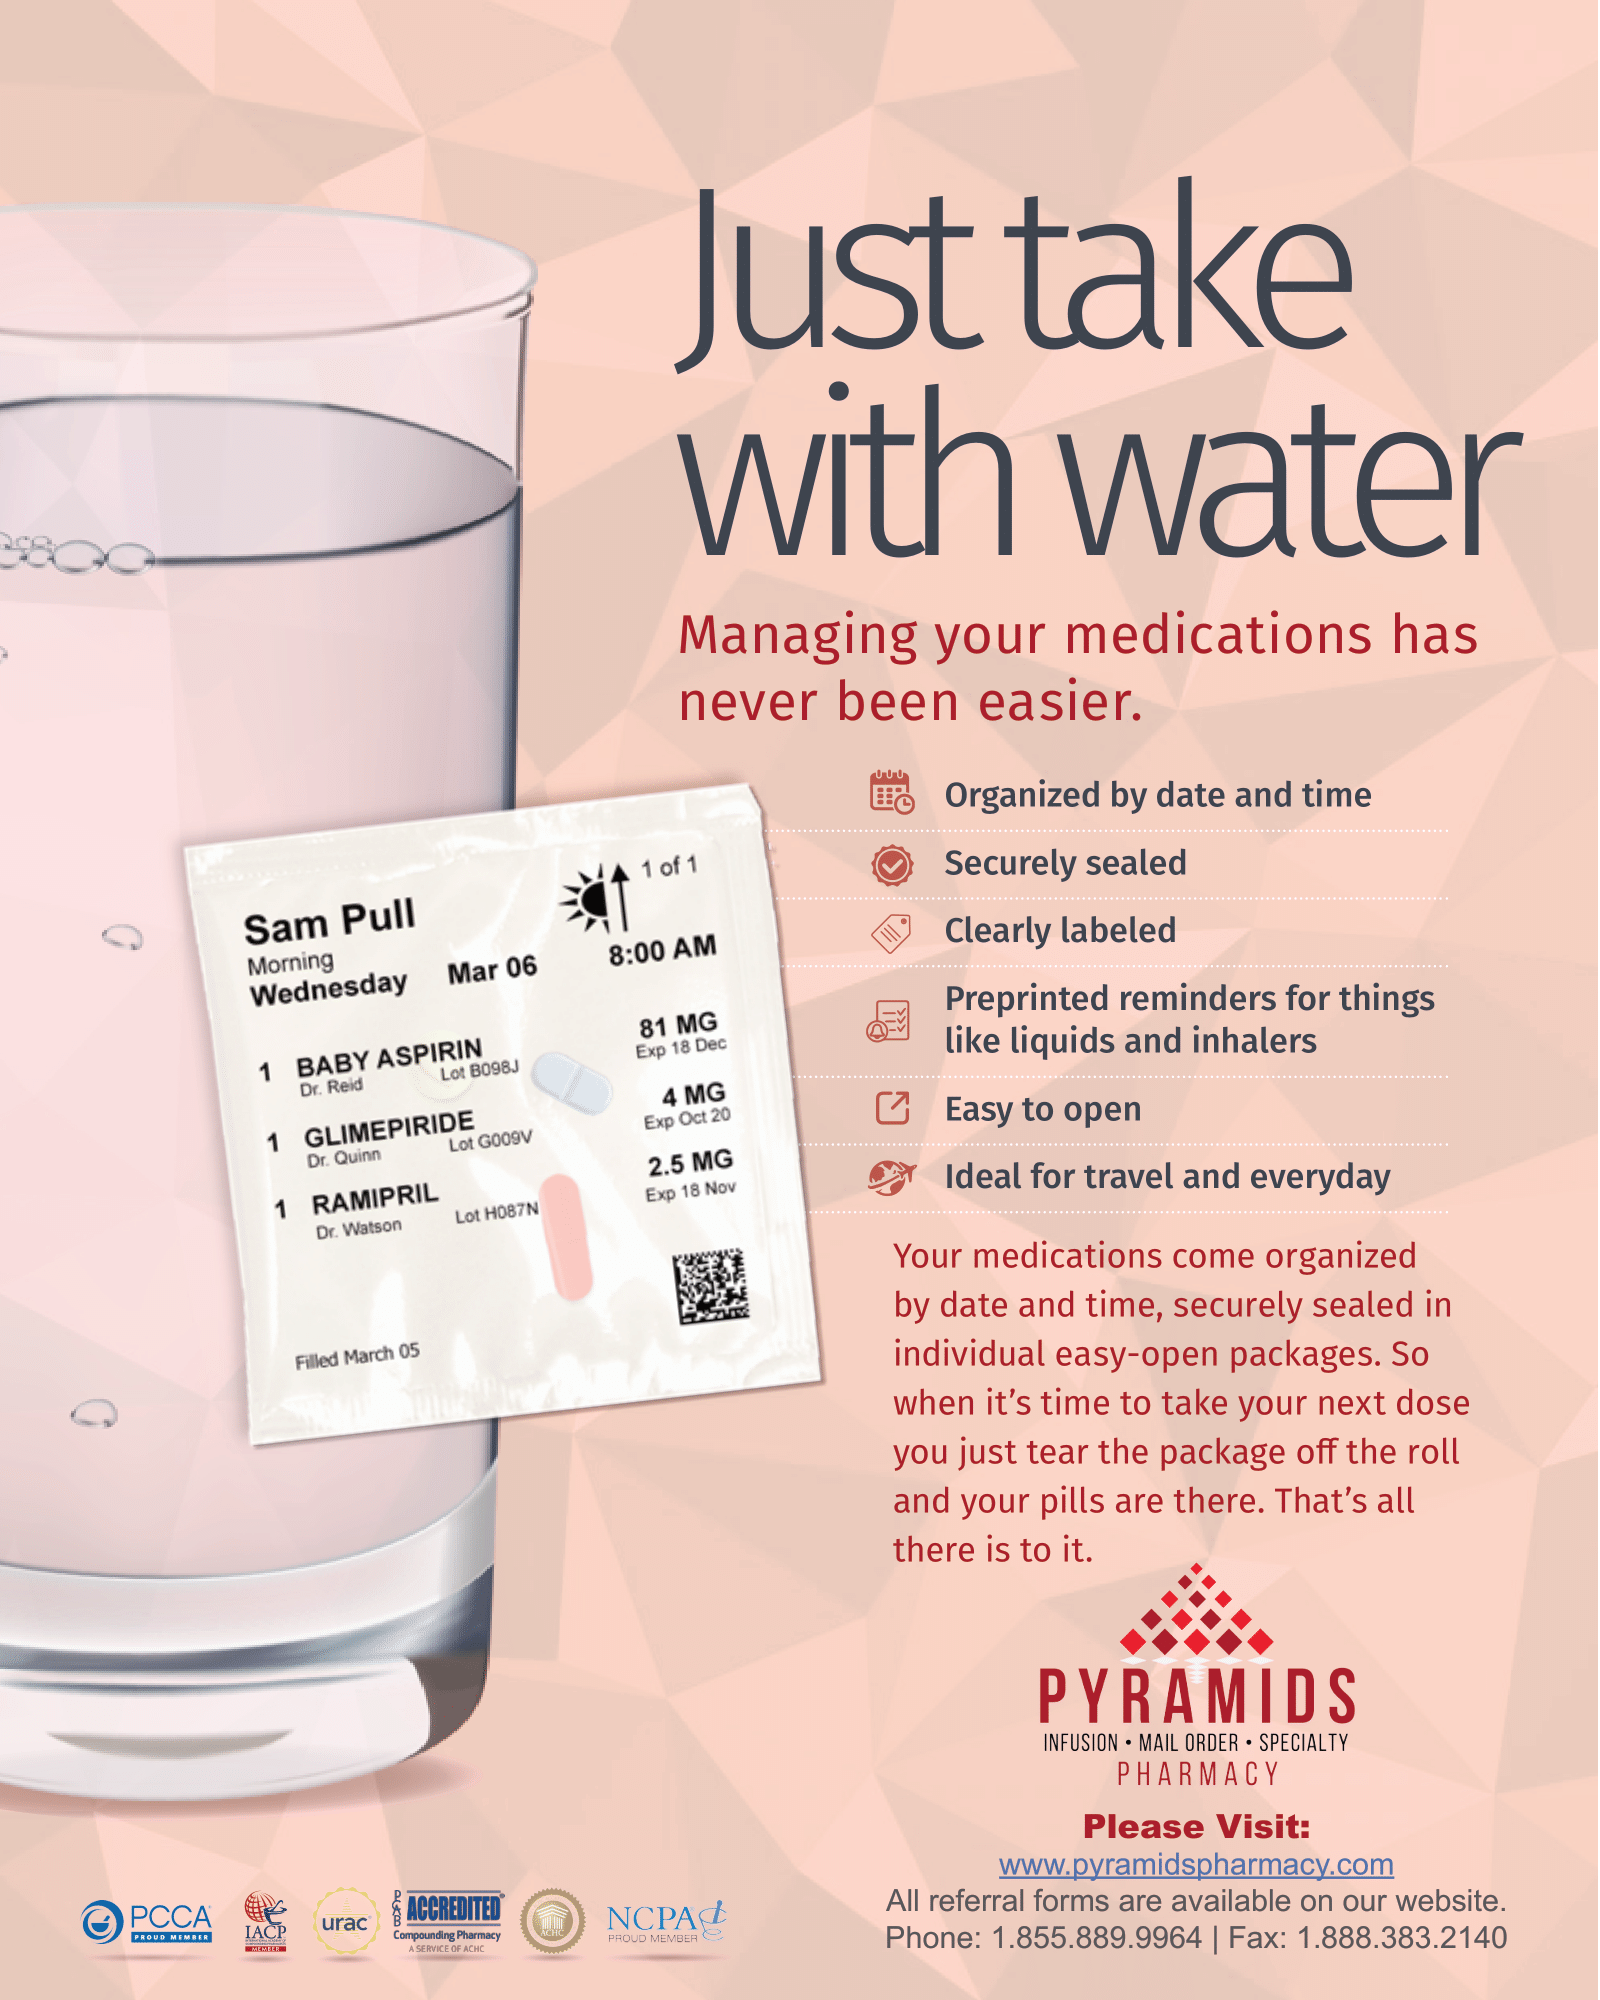 Just take
with water
Managing your medications has
never been easier.
Organized by date and time
Securely sealed
Clearly labeled
Preprinted reminders for things
like liquids and inhalers
Easy to open
Ideal for travel and everyday
Sam Pull
1 of 1
Morning
Wednesday Mar 06 8:00 AM
1 BABY ASPIRIN 81 MG
Dr. Reid Lot B098J Exp 18 Dec
1 GLIMEPIRIDE 4 MG
Dr. Quinn Lot G009V Exp Oct 20
1 RAMIPRIL 2.5 MG
Dr. Watson Lot H087N Exp 18 Nov
Filled March 05
Your medications come organized
by date and time, securely sealed in
individual easy-open packages. So
when it’s time to take your next dose
you just tear the package off the roll
and your pills are there. That’s all
there is to it.
PYRAMIDS
INFUSION • MAIL ORDER • SPECIALTY
PHARMACY
Please Visit:
www.pyramidspharmacy.com
All referral forms are available on our website.
Phone: 1.855.889.9964 | Fax: 1.888.383.2140
PCCA
PROUD MEMBER
IACP
MEMBER
urac
PCAB ACCREDITED
Compounding Pharmacy
A SERVICE OF ACHC
ACHC
NCPA
PROUD MEMBER